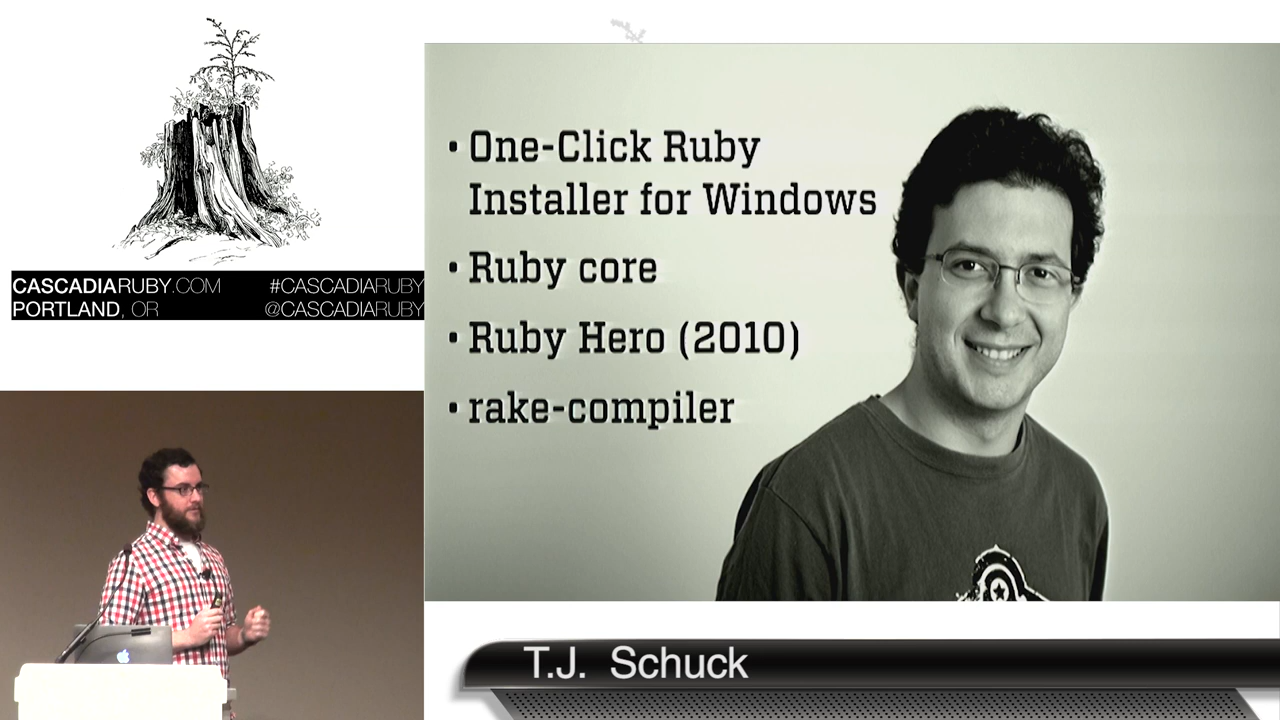 CASCADIARUBY.COM #CASCADIARUBY
PORTLAND, OR @CASCADIARUBY
• One-Click Ruby
Installer for Windows
• Ruby core
• Ruby Hero (2010)
• rake-compiler
T.J. Schuck